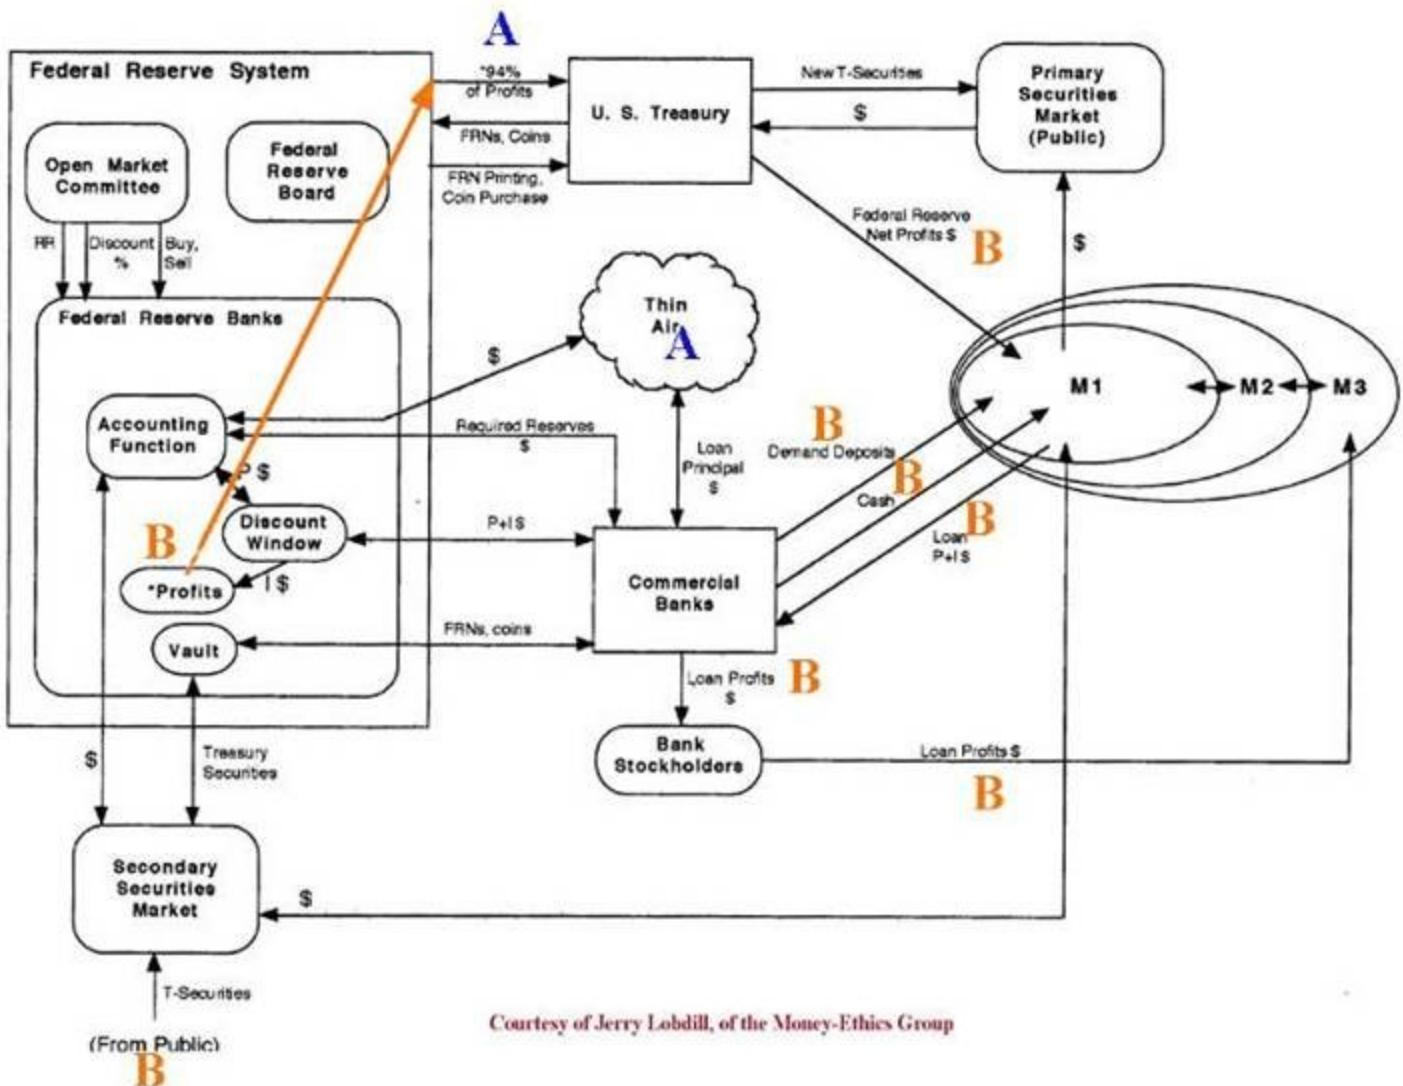 A
Federal Reserve System
*94%
of Profits
U. S. Treasury
New T-Securities
$
Primary
Securities
Market
(Public)
FRNs, Coins
FRN Printing,
Coin Purchase
Open Market
Committee
Federal
Reserve
Board
RR
Discount
%
Buy,
Sell
Federal Reserve
Net Profits $
B
$
Federal Reserve Banks
Thin
Air
A
$
M1
M2
M3
Accounting
Function
Required Reserves
$
Loan
Principal
$
B
Demand Deposits
B
Cash
B
Loan
P+I $
P $
Discount
Window
P+I $
B
*Profits
I $
Commercial
Banks
Vault
FRNs, coins
Loan Profits
$
B
Bank
Stockholders
Loan Profits $
B
$
Treasury
Securities
Secondary
Securities
Market
$
T-Securities
(From Public)
B
Courtesy of Jerry Lobdill, of the Money-Ethics Group